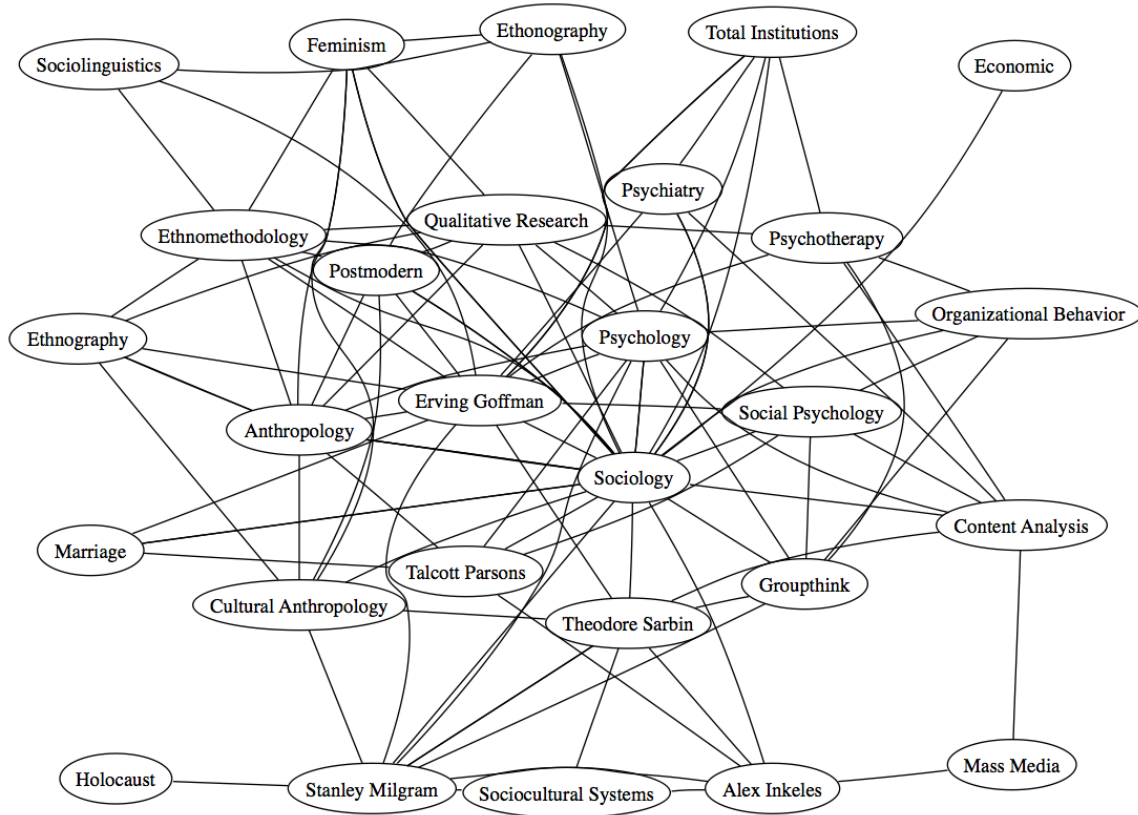 Feminism
Ethonography
Total Institutions
Sociolinguistics
Economic
Psychiatry
Qualitative Research
Ethnomethodology
Psychotherapy
Postmodern
Organizational Behavior
Ethnography
Psychology
Erving Goffman
Social Psychology
Anthropology
Sociology
Content Analysis
Marriage
Talcott Parsons
Groupthink
Cultural Anthropology
Theodore Sarbin
Mass Media
Holocaust
Stanley Milgram
Sociocultural Systems
Alex Inkeles